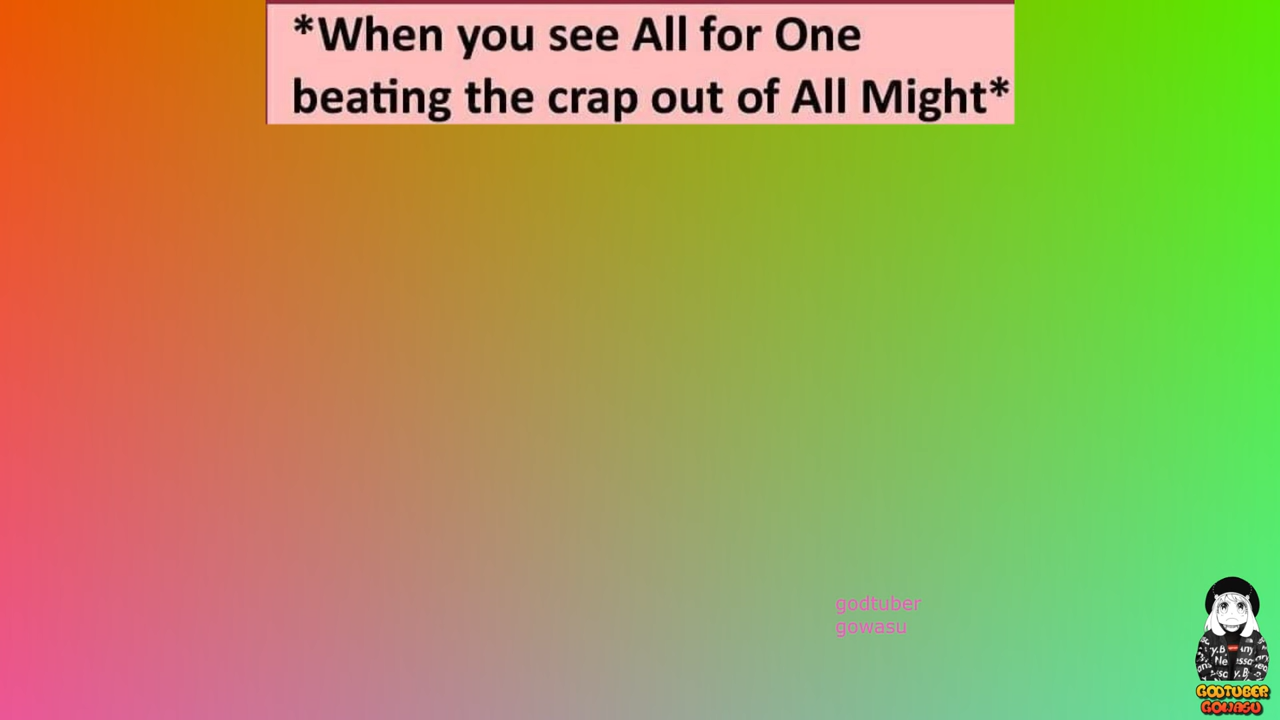 *When you see All for One
beating the crap out of All Might*
godtuber
gowasu
GODTUBER
GOWASU